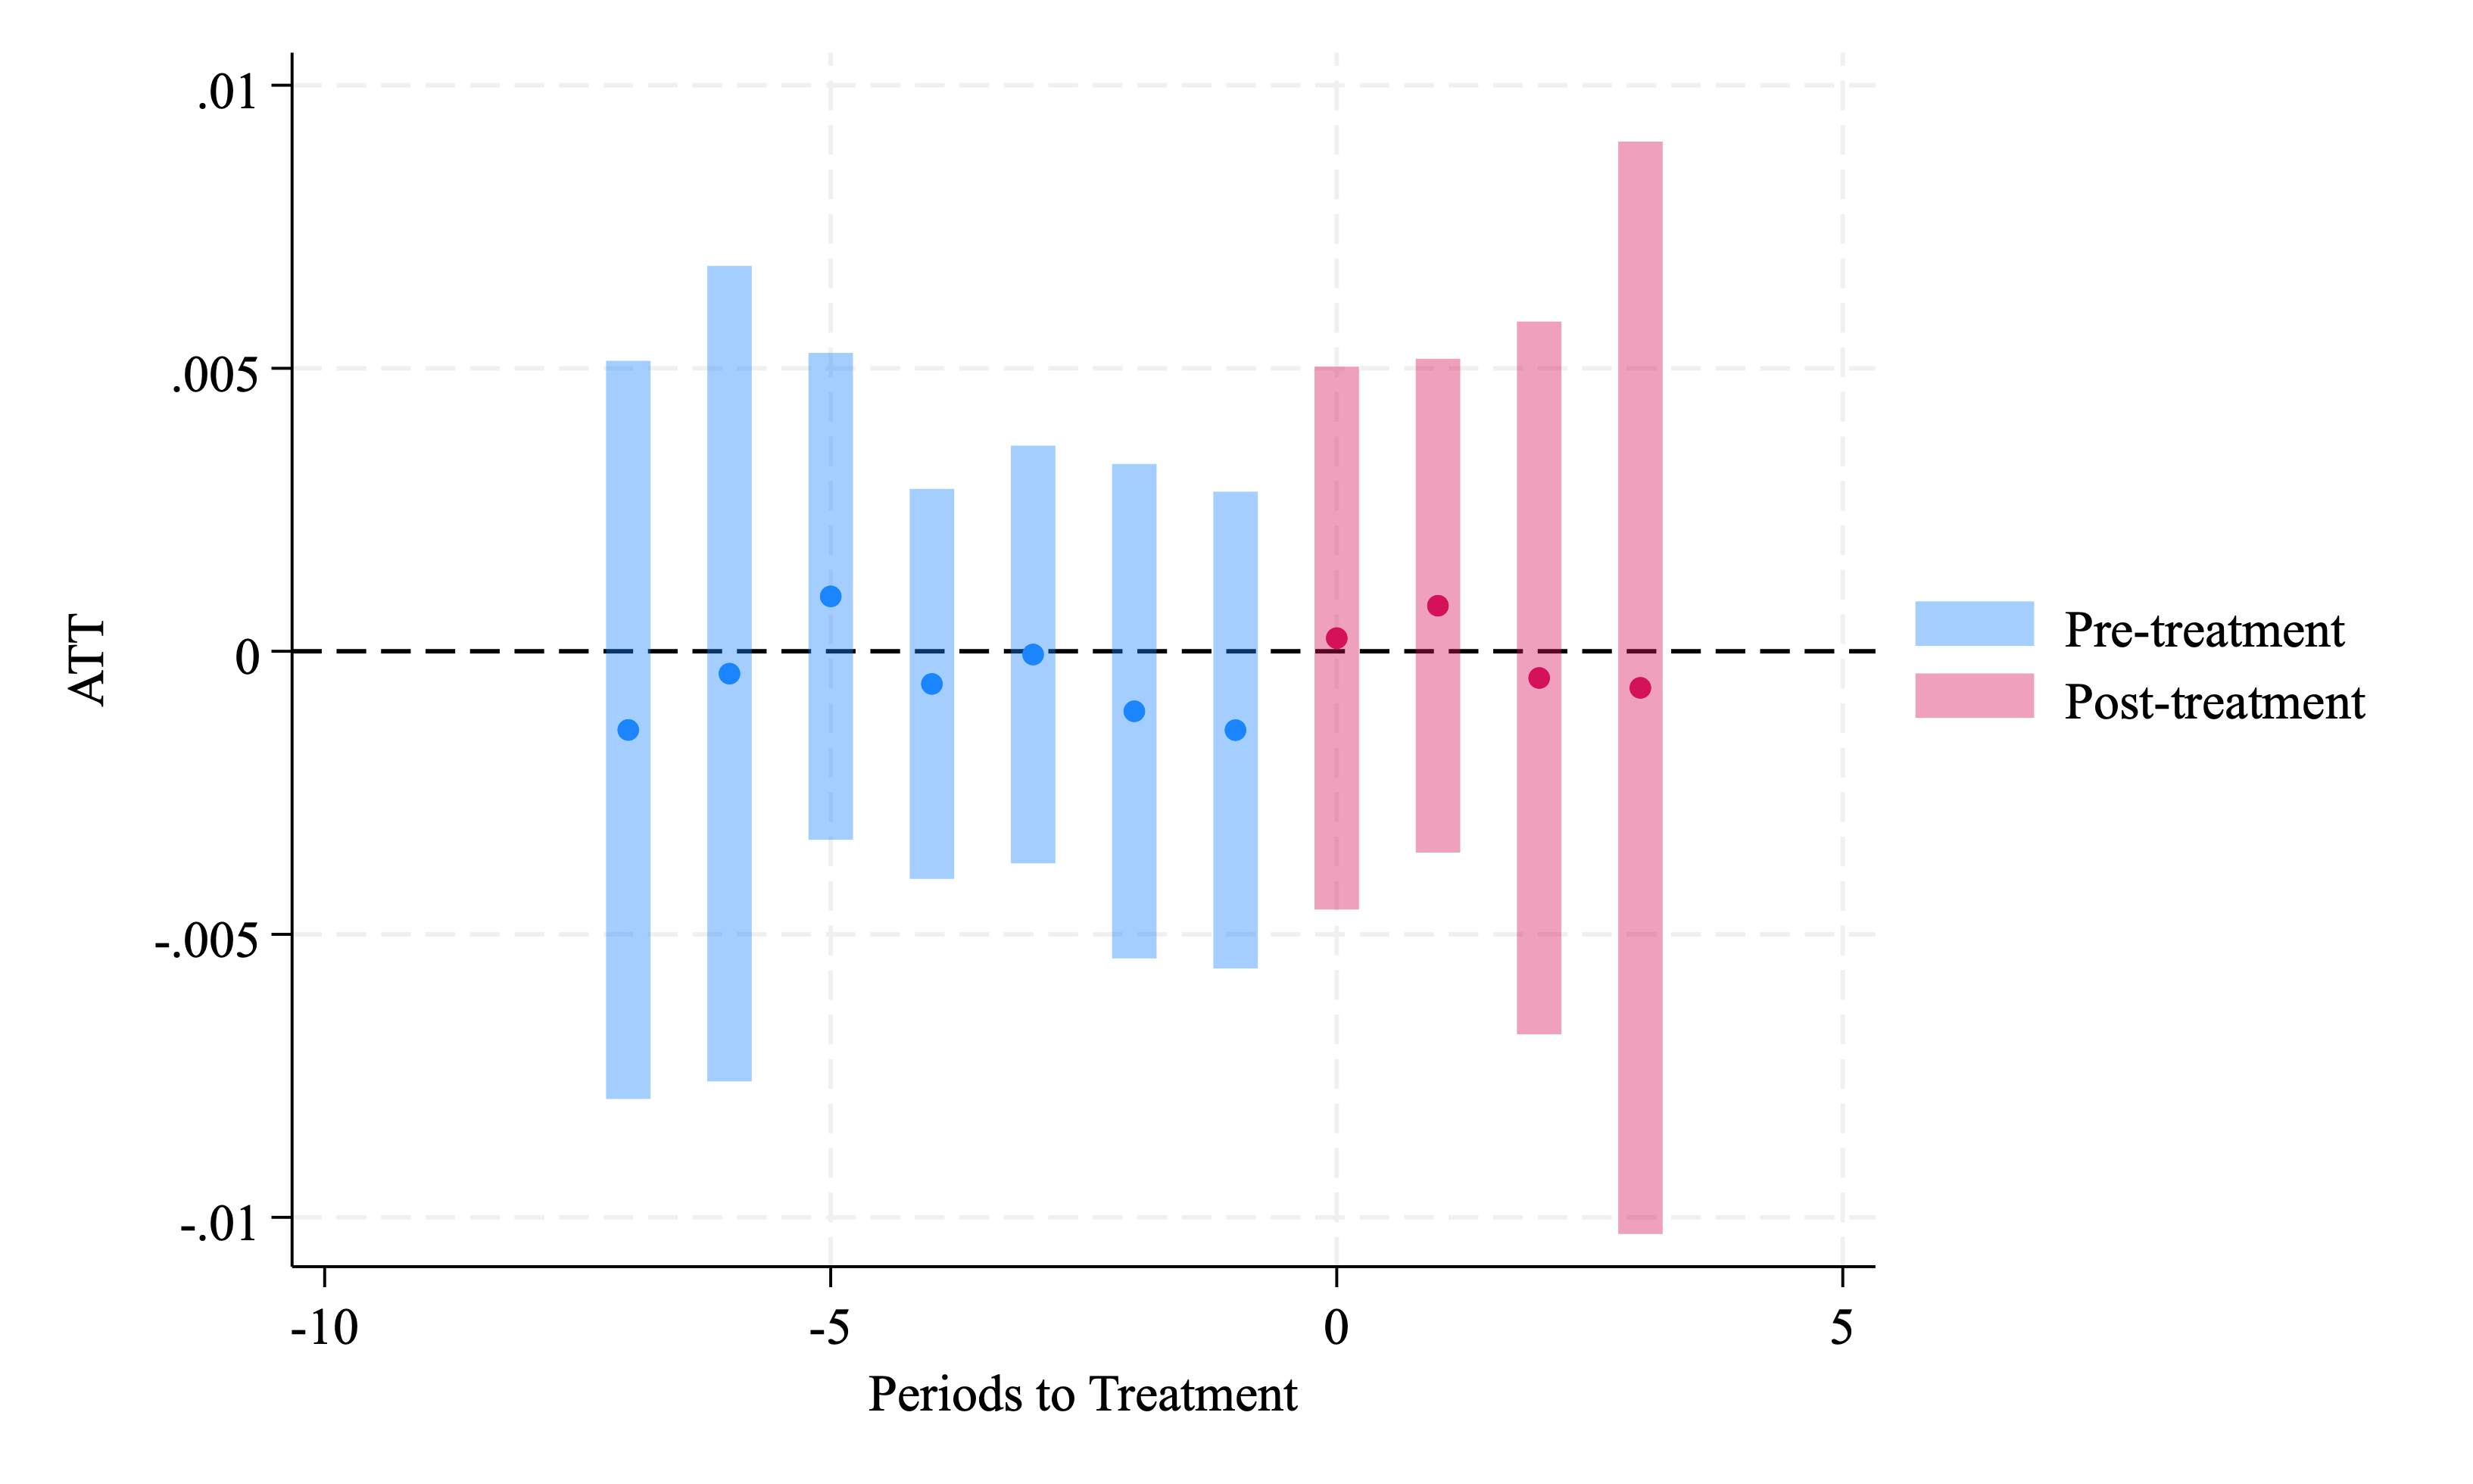 .01
.005
0
-.005
-.01
ATT
-10 -5 0 5
Periods to Treatment
Pre-treatment
Post-treatment